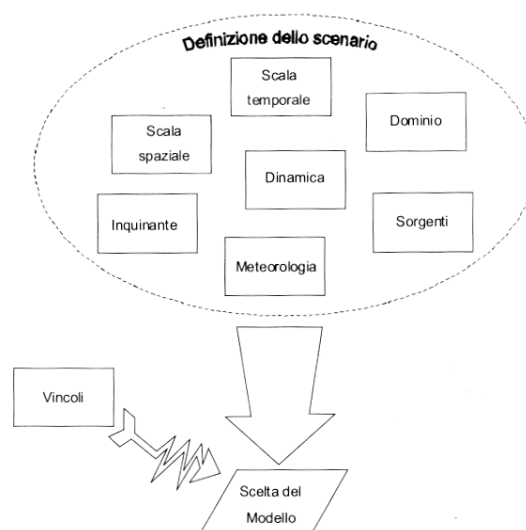 Definizione dello scenario
Scala
temporale
Dominio
Scala
spaziale
Dinamica
Inquinante
Sorgenti
Meteorologia
Vincoli
Scelta del
Modello